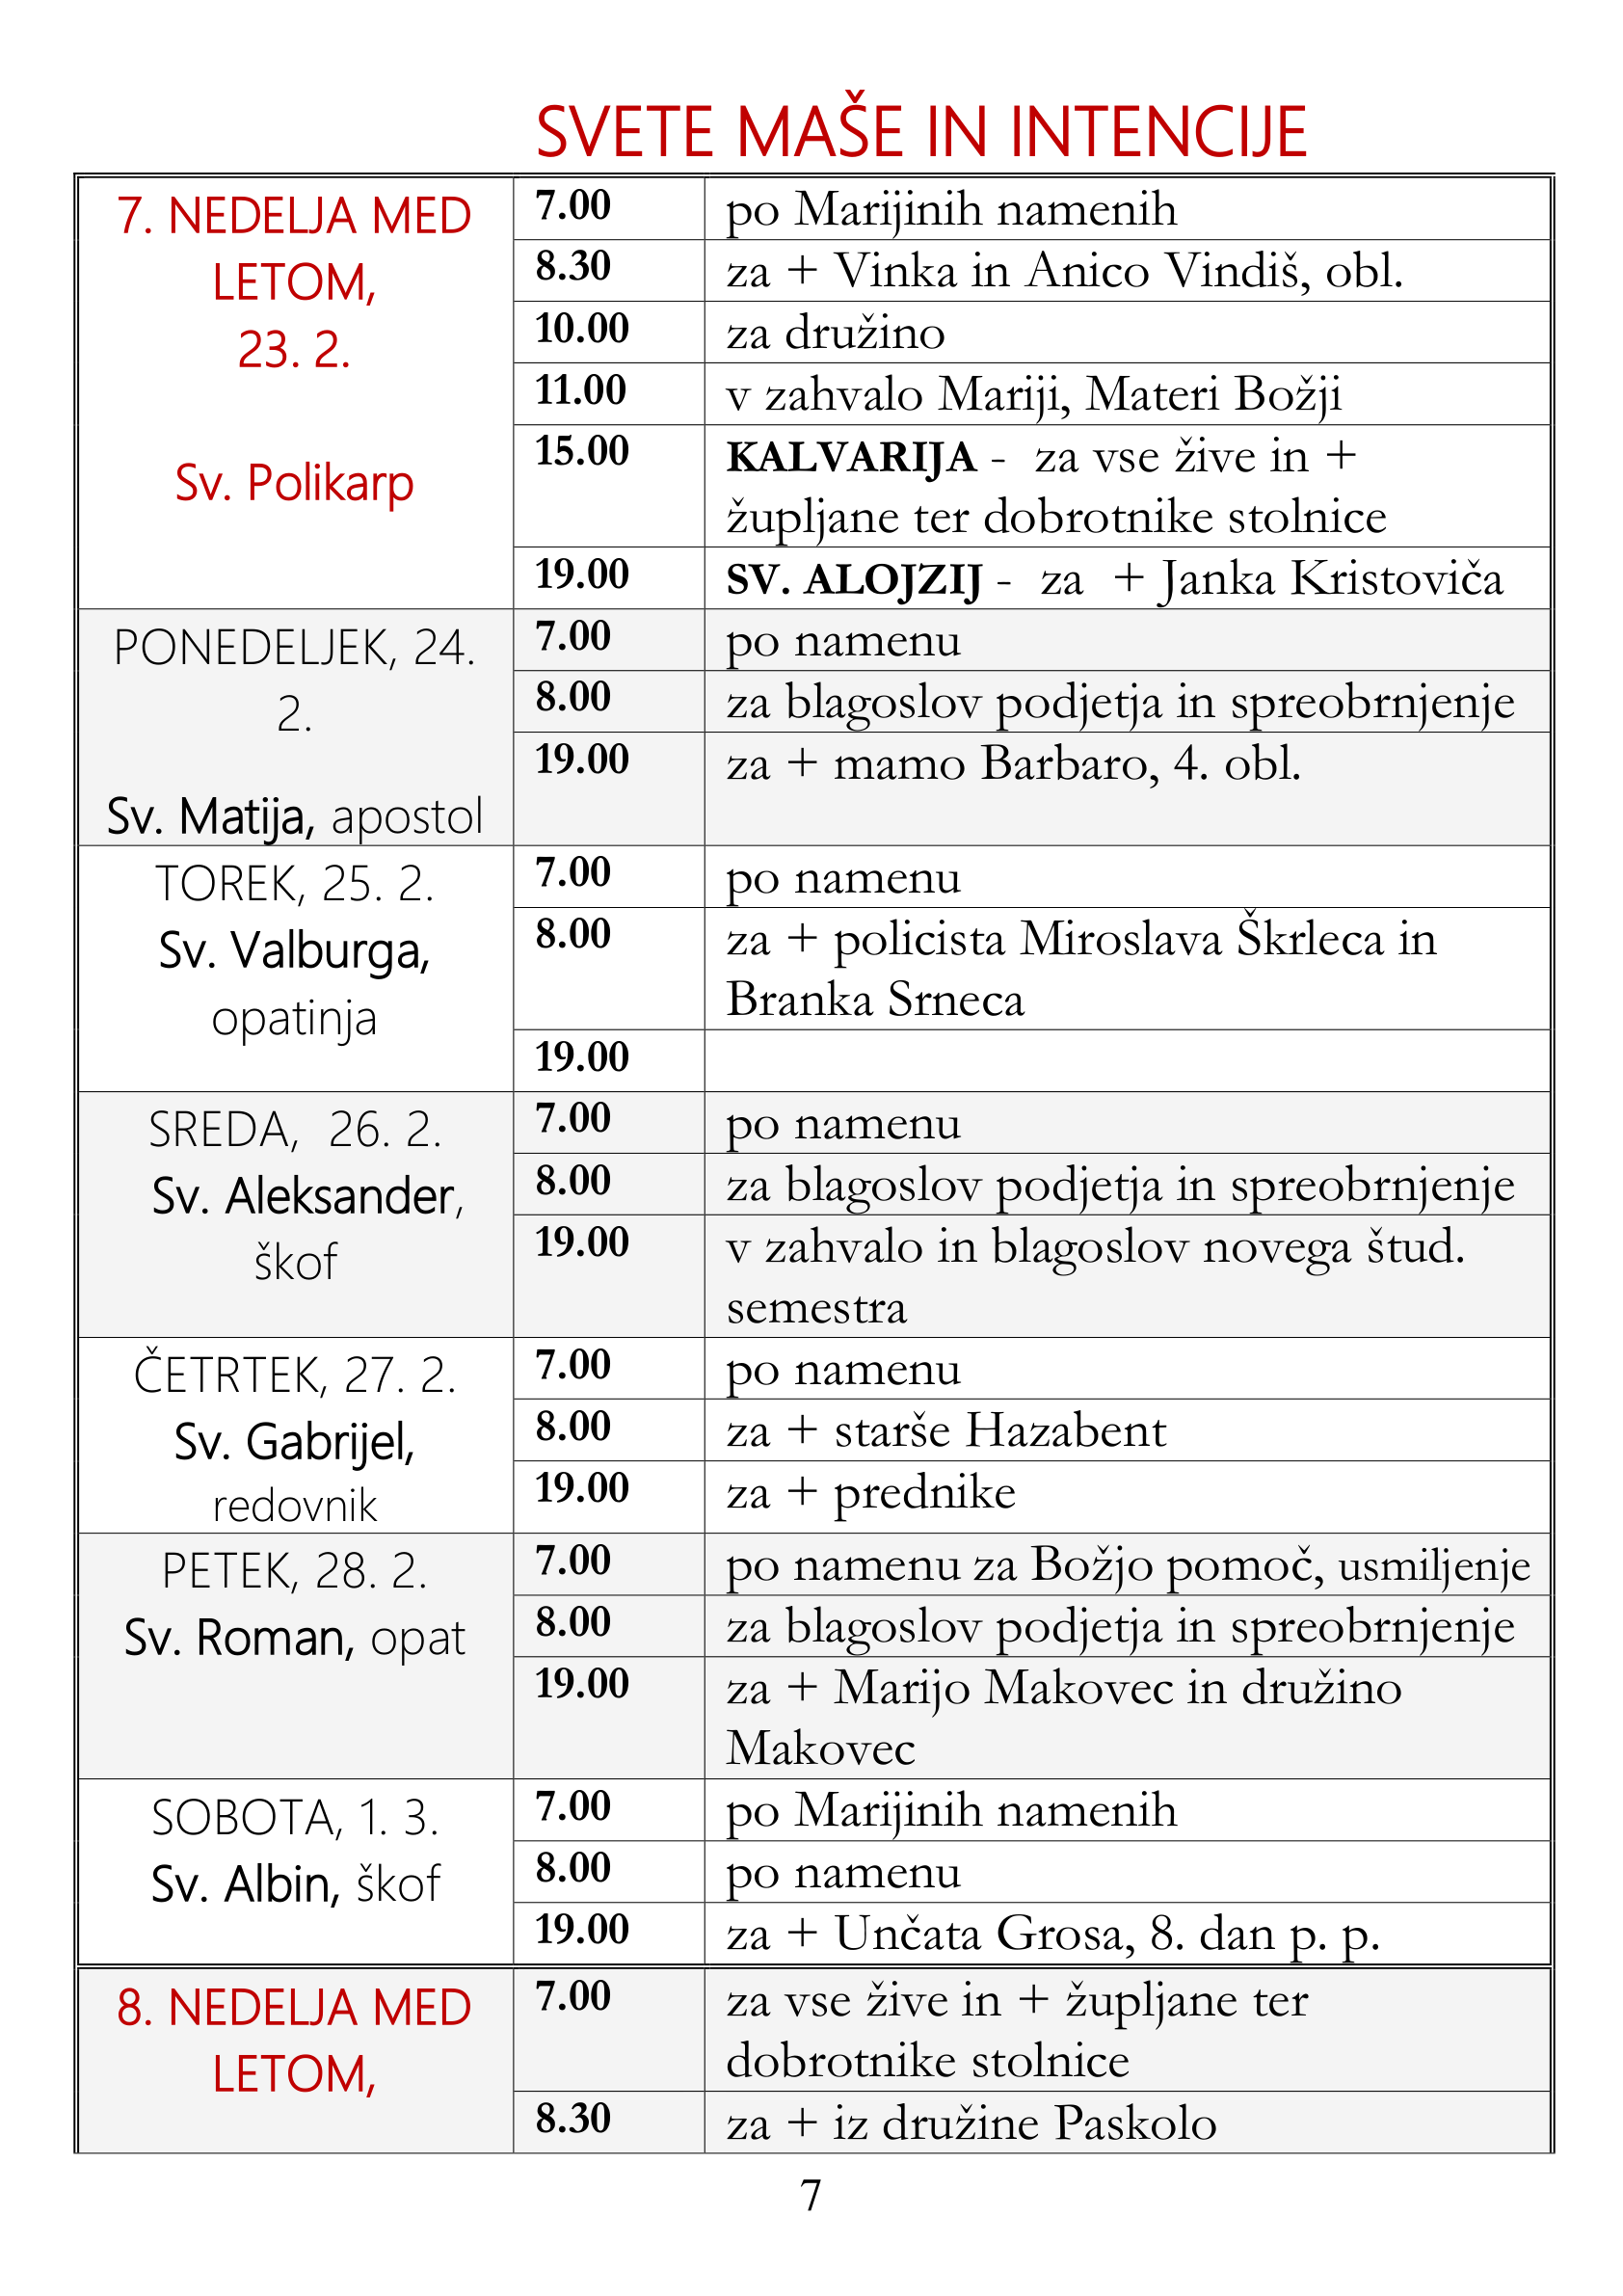 SVETE MAŠE IN INTENCIJE
7. NEDELJA MED
LETOM,
23. 2.
Sv. Polikarp
7.00 po Marijinih namenih
8.30 za + Vinka in Anico Vindiš, obl.
10.00 za družino
11.00 v zahvalo Mariji, Materi Božji
15.00 KALVARIJA - za vse žive in +
župljane ter dobrotnike stolnice
19.00 SV. ALOJZIJ - za + Janka Kristoviča
PONEDELJEK, 24.
2.
Sv. Matija, apostol
7.00 po namenu
8.00 za blagoslov podjetja in spreobrnjenje
19.00 za + mamo Barbaro, 4. obl.
TOREK, 25. 2.
Sv. Valburga,
opatinja
7.00 po namenu
8.00 za + policista Miroslava Škrleca in
Branka Srneca
19.00
SREDA, 26. 2.
Sv. Aleksander,
škof
7.00 po namenu
8.00 za blagoslov podjetja in spreobrnjenje
19.00 v zahvalo in blagoslov novega štud.
semestra
ČETRTEK, 27. 2.
Sv. Gabrijel,
redovnik
7.00 po namenu
8.00 za + starše Hazabent
19.00 za + prednike
PETEK, 28. 2.
Sv. Roman, opat
7.00 po namenu za Božjo pomoč, usmiljenje
8.00 za blagoslov podjetja in spreobrnjenje
19.00 za + Marijo Makovec in družino
Makovec
SOBOTA, 1. 3.
Sv. Albin, škof
7.00 po Marijinih namenih
8.00 po namenu
19.00 za + Unčata Grosa, 8. dan p. p.
8. NEDELJA MED
LETOM,
7.00 za vse žive in + župljane ter
dobrotnike stolnice
8.30 za + iz družine Paskolo
7